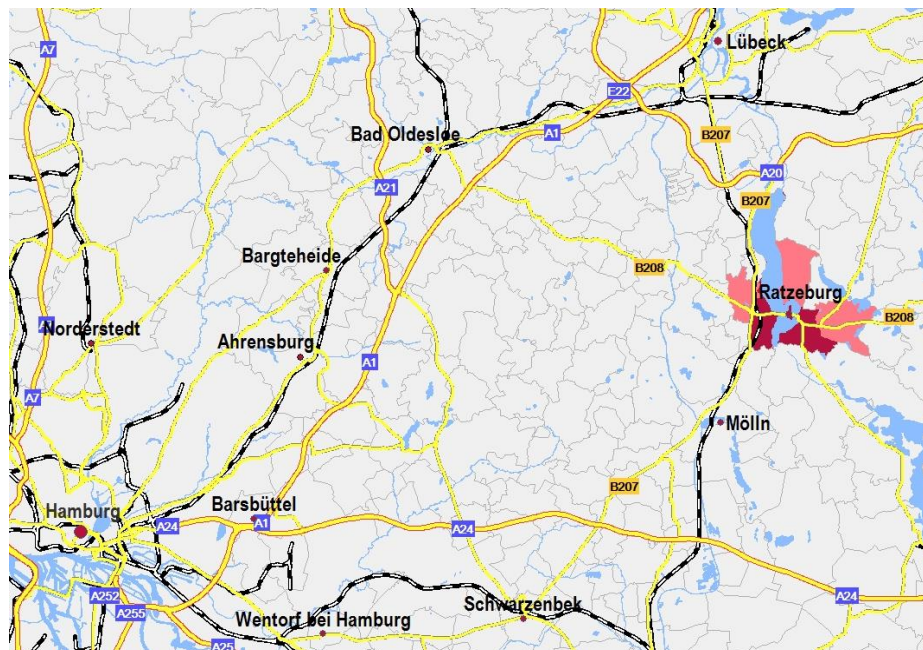 A7
Lübeck
E22
Bad Oldesloe
A1
B207
A20
A21
B207
Bargteheide
B208
Ratzeburg
B208
Norderstedt
Ahrensburg
A1
A7
Mölln
B207
Barsbüttel
Hamburg
A24
A1
A24
A252
A24
A255
Schwarzenbek
Wentorf bei Hamburg
A25